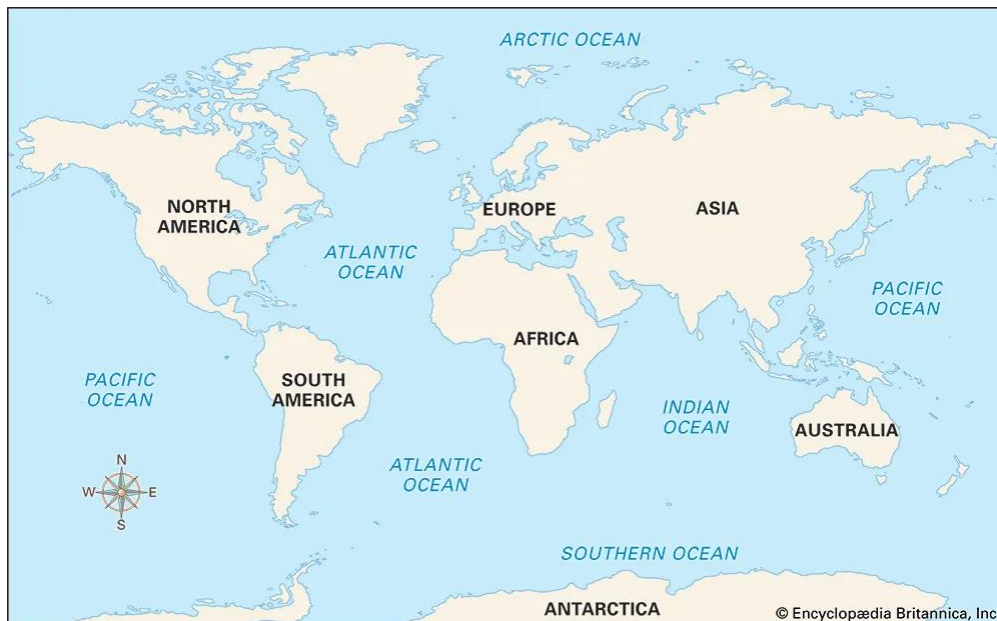 ARCTIC OCEAN
NORTH
AMERICA
EUROPE
ASIA
ATLANTIC
OCEAN
PACIFIC
OCEAN
AFRICA
PACIFIC
OCEAN
SOUTH
AMERICA
INDIAN
OCEAN
AUSTRALIA
ATLANTIC
OCEAN
N
W
E
S
SOUTHERN OCEAN
ANTARCTICA
© Encyclopædia Britannica, Inc